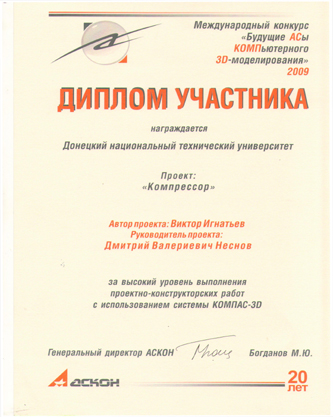 Международный конкурс
«Будущие АСы
КОМПьютерного
3D-моделирования»
2009
ДИПЛОМ УЧАСТНИКА
награждается
Донецкий национальный технический университет
Проект:
«Компрессор»
Автор проекта: Виктор Игнатьев
Руководитель проекта:
Дмитрий Валериевич Неснов
за высокий уровень выполнения
проектно-конструкторских работ
с использованием системы КОМПАС-3D
Генеральный директор АСКОН Богданов М.Ю.
АСКОН
20
лет